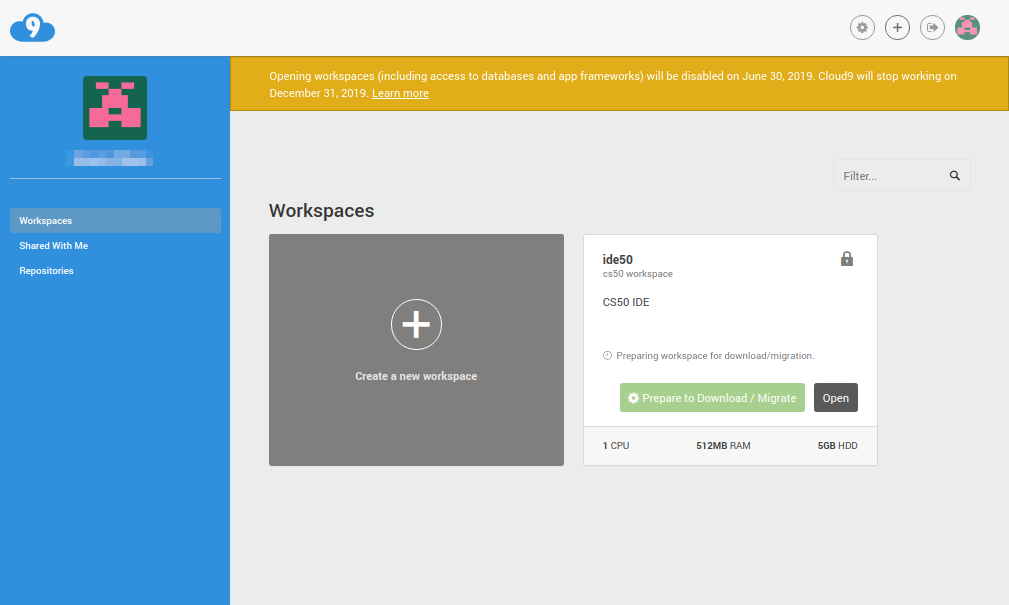 9
Opening workspaces (including access to databases and app frameworks) will be disabled on June 30, 2019. Cloud9 will stop working on
December 31, 2019. Learn more
Workspaces
Shared With Me
Repositories
Filter...
Workspaces
Create a new workspace
ide50
cs50 workspace
CS50 IDE
Preparing workspace for download/migration.
Prepare to Download / Migrate Open
1 CPU 512MB RAM 5GB HDD